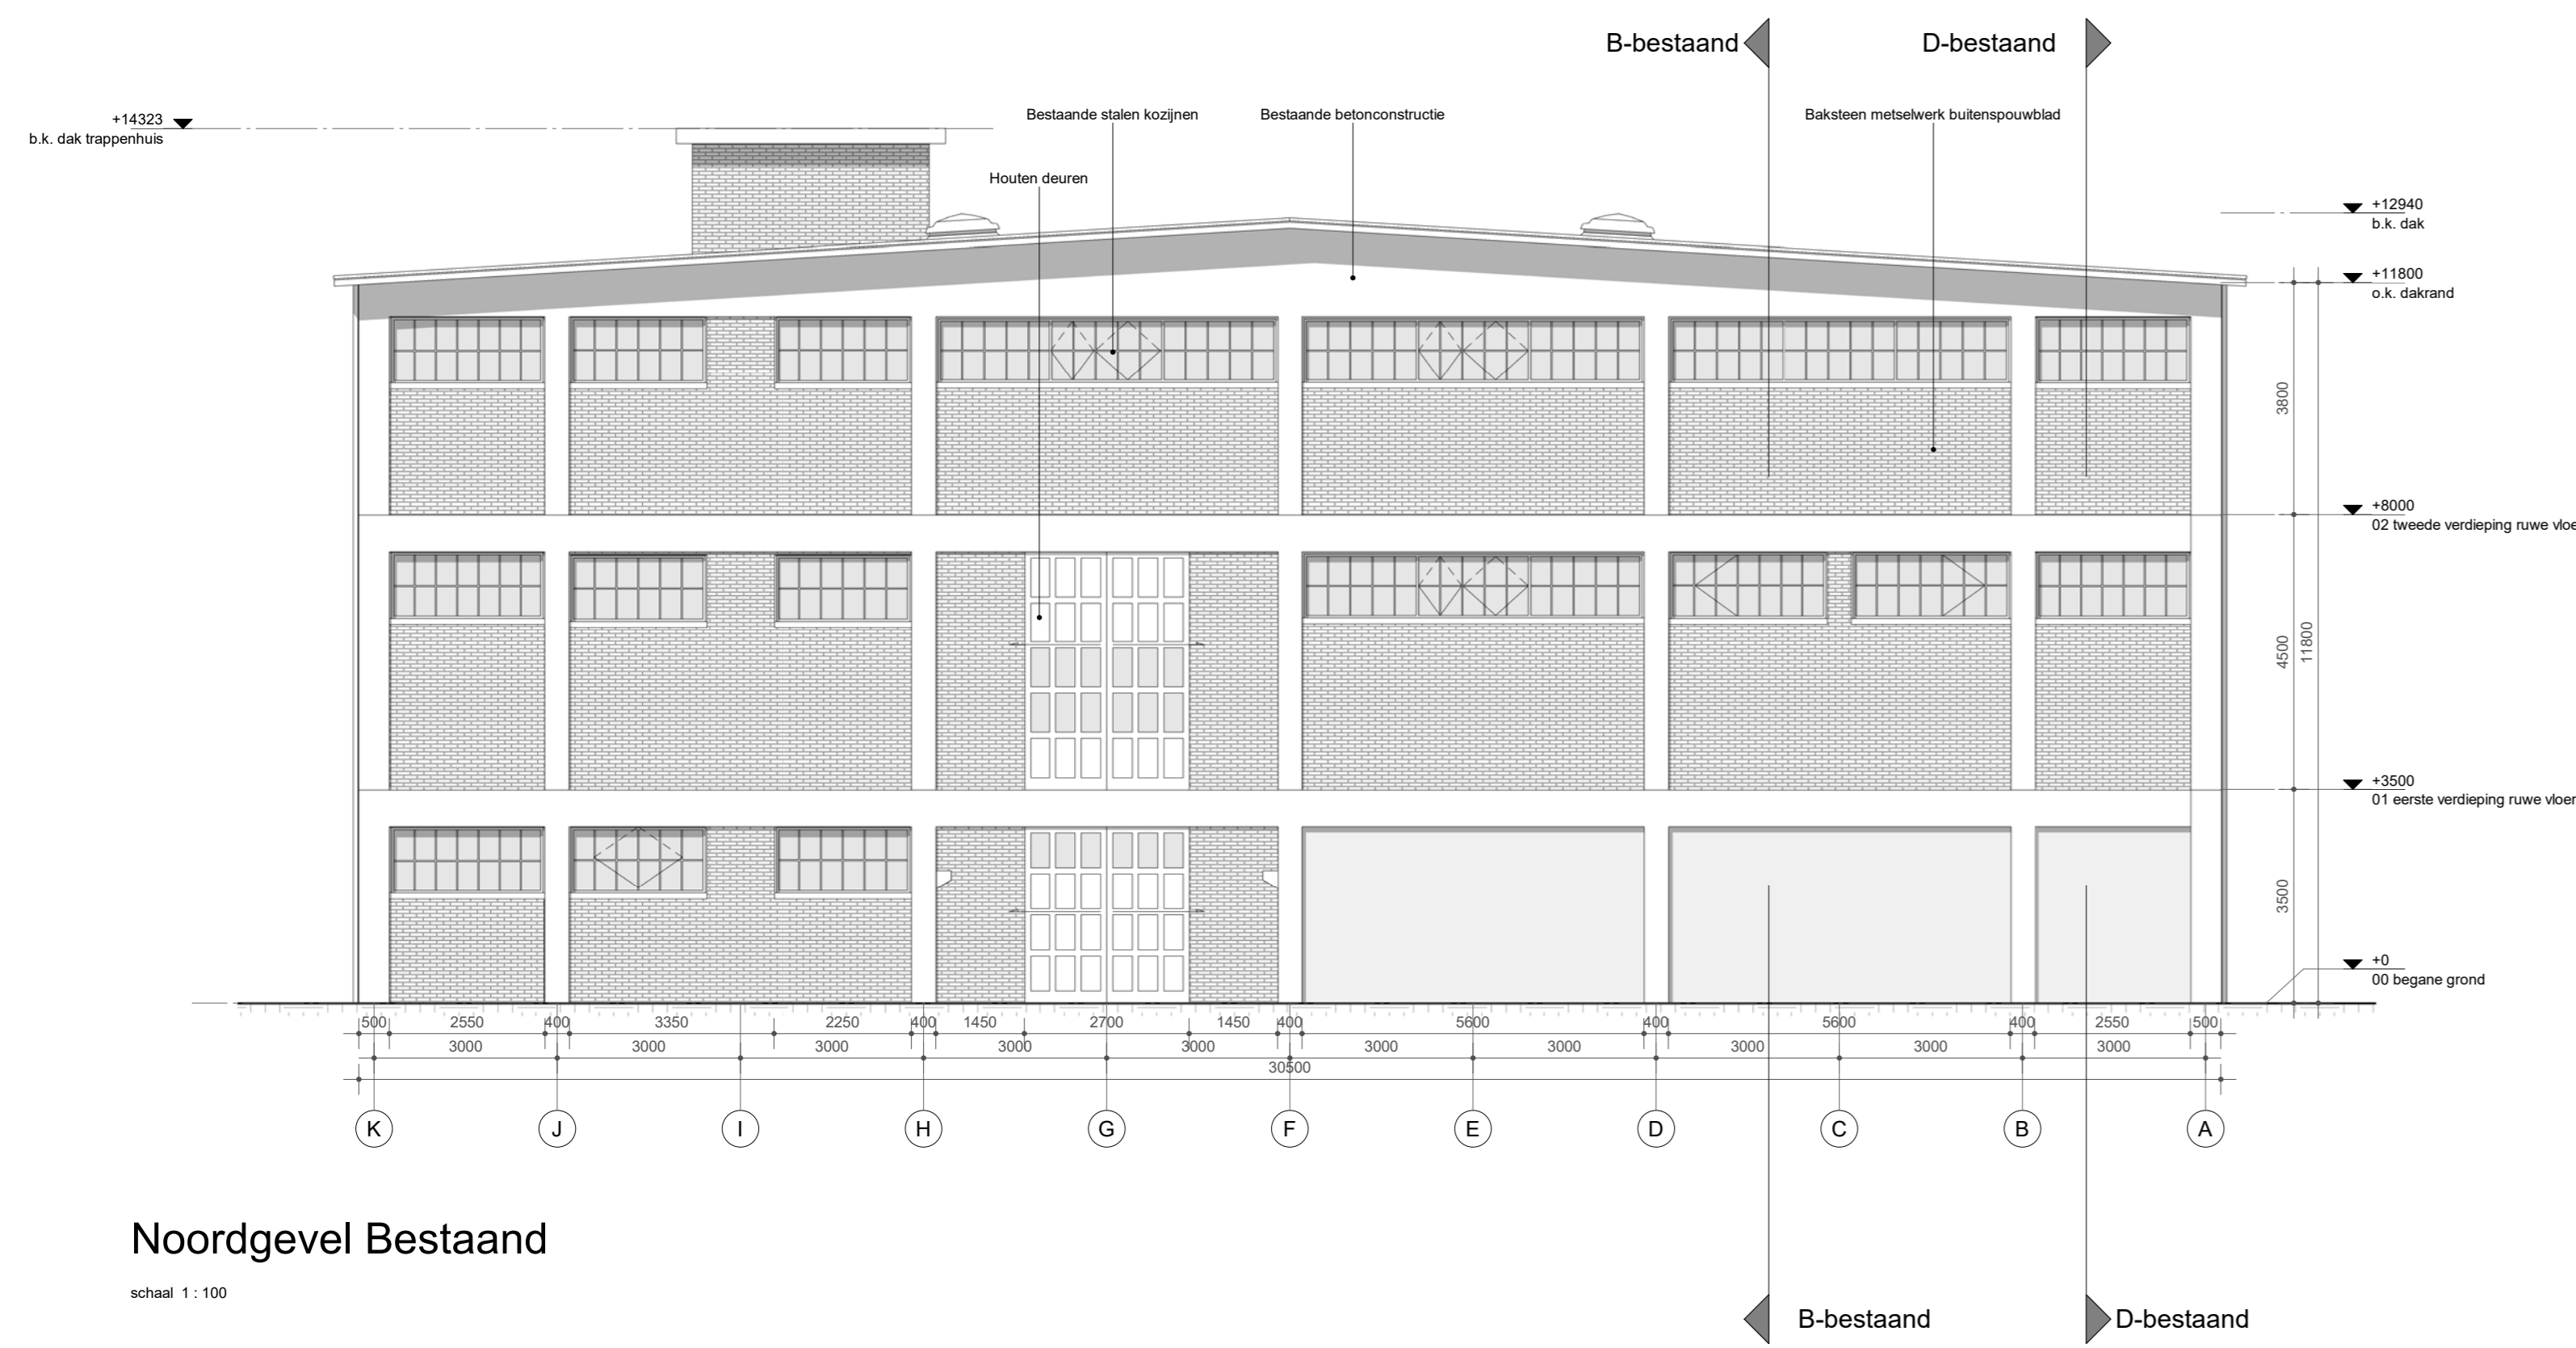 B-bestaand
D-bestaand
+14323
b.k. dak trappenhuis
Bestaande stalen kozijnen
Bestaande betonconstructie
Baksteen metselwerk buitenspouwblad
Houten deuren
+12940
b.k. dak
+11800
o.k. dakrand
3800
+8000
02 tweede verdieping ruwe vloe
4500
11800
+3500
01 eerste verdieping ruwe vloer
3500
+0
00 begane grond
500 2550 400 3350 2250 400 1450 2700 1450 400 5600 400 5600 400 2550 500
3000 3000 3000 3000 3000 3000 3000 3000 3000 3000
30500
K J I H G F E D C B A
Noordgevel Bestaand
schaal 1 : 100
B-bestaand
D-bestaand